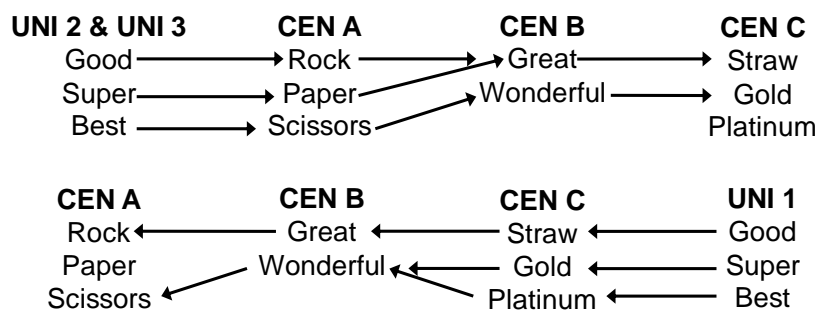 UNI 2 & UNI 3 CEN A CEN B CEN C
Good Rock Great Straw
Super Paper Wonderful Gold
Best Scissors Platinum
CEN A CEN B CEN C UNI 1
Rock Great Straw Good
Paper Wonderful Gold Super
Scissors Platinum Best